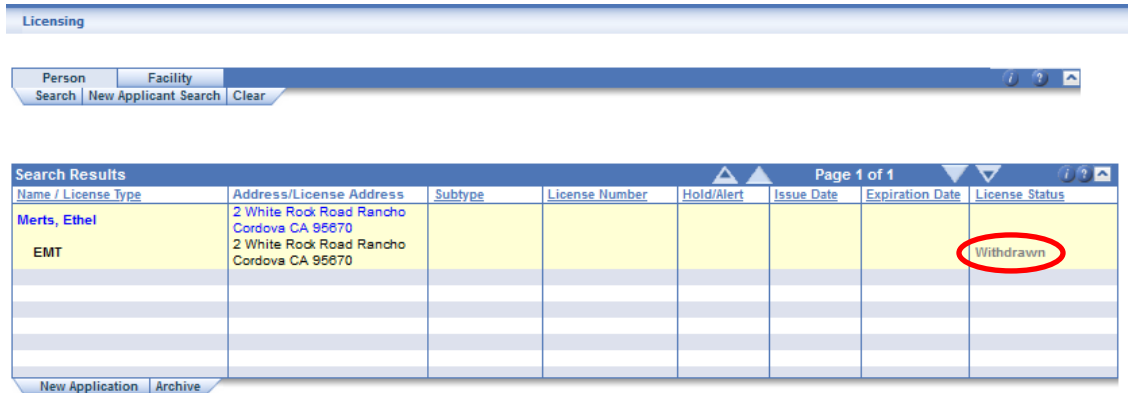 Licensing
Person Facility
Search New Applicant Search Clear
Search Results Page 1 of 1
Name / License Type Address/License Address Subtype License Number Hold/Alert Issue Date Expiration Date License Status
Merts, Ethel 2 White Rock Road Rancho
Cordova CA 95670
EMT 2 White Rock Road Rancho
Cordova CA 95670 Withdrawn
New Application Archive